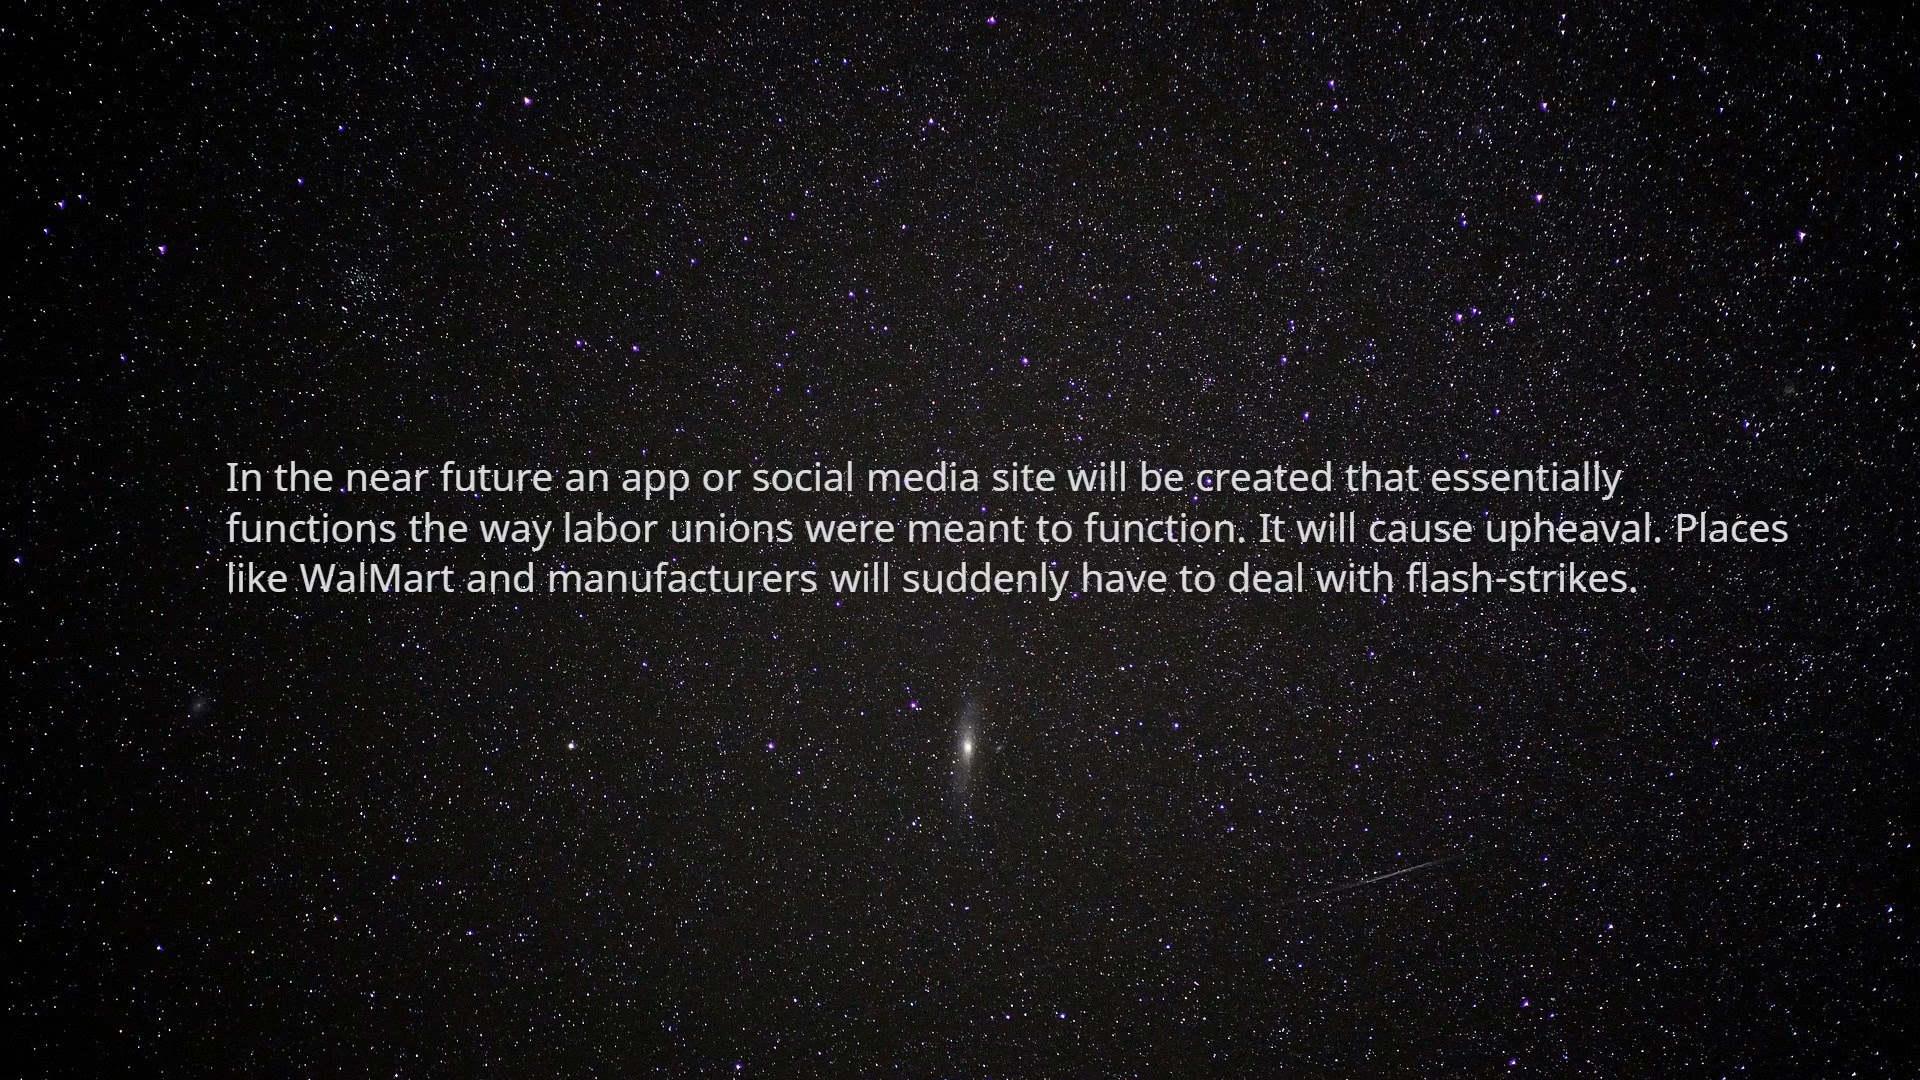 In the near future an app or social media site will be created that essentially
functions the way labor unions were meant to function. It will cause upheaval. Places
like WalMart and manufacturers will suddenly have to deal with flash-strikes.